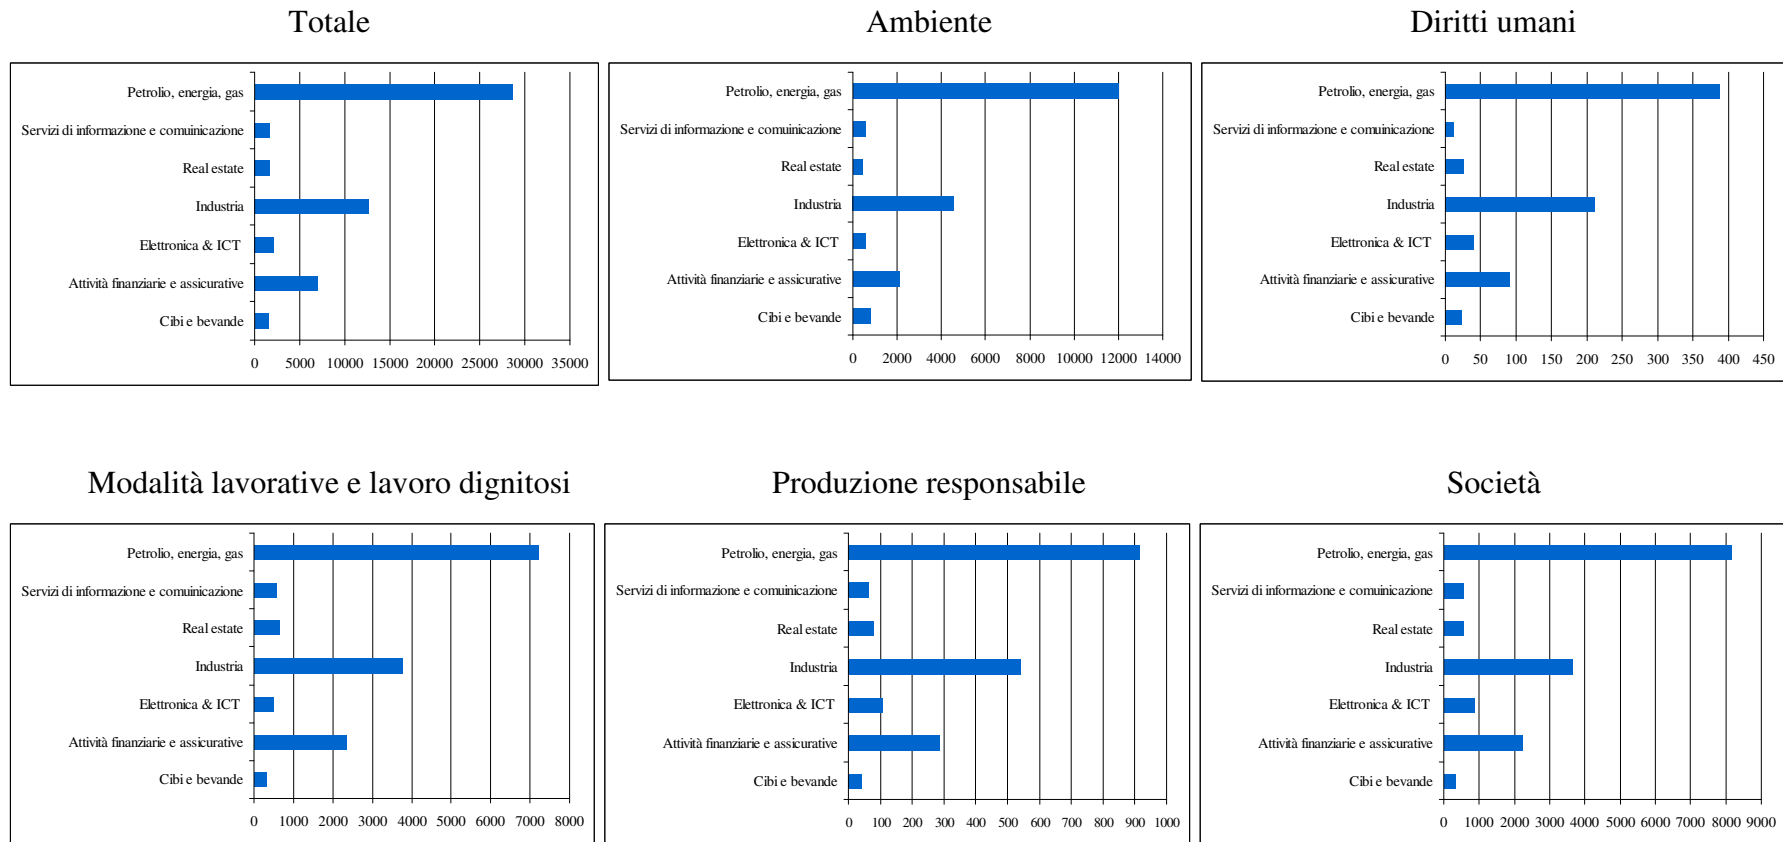 Totale
Petrolio, energia, gas
Servizi di informazione e comuinicazione
Real estate
Industria
Elettronica & ICT
Attività finanziarie e assicurative
Cibi e bevande
0 5000 10000 15000 20000 25000 30000 35000
Ambiente
Petrolio, energia, gas
Servizi di informazione e comuinicazione
Real estate
Industria
Elettronica & ICT
Attività finanziarie e assicurative
Cibi e bevande
0 2000 4000 6000 8000 10000 12000 14000
Diritti umani
Petrolio, energia, gas
Servizi di informazione e comuinicazione
Real estate
Industria
Elettronica & ICT
Attività finanziarie e assicurative
Cibi e bevande
0 50 100 150 200 250 300 350 400 450
Modalità lavorative e lavoro dignitosi
Petrolio, energia, gas
Servizi di informazione e comuinicazione
Real estate
Industria
Elettronica & ICT
Attività finanziarie e assicurative
Cibi e bevande
0 1000 2000 3000 4000 5000 6000 7000 8000
Produzione responsabile
Petrolio, energia, gas
Servizi di informazione e comuinicazione
Real estate
Industria
Elettronica & ICT
Attività finanziarie e assicurative
Cibi e bevande
0 100 200 300 400 500 600 700 800 900 1000
Società
Petrolio, energia, gas
Servizi di informazione e comuinicazione
Real estate
Industria
Elettronica & ICT
Attività finanziarie e assicurative
Cibi e bevande
0 1000 2000 3000 4000 5000 6000 7000 8000 9000